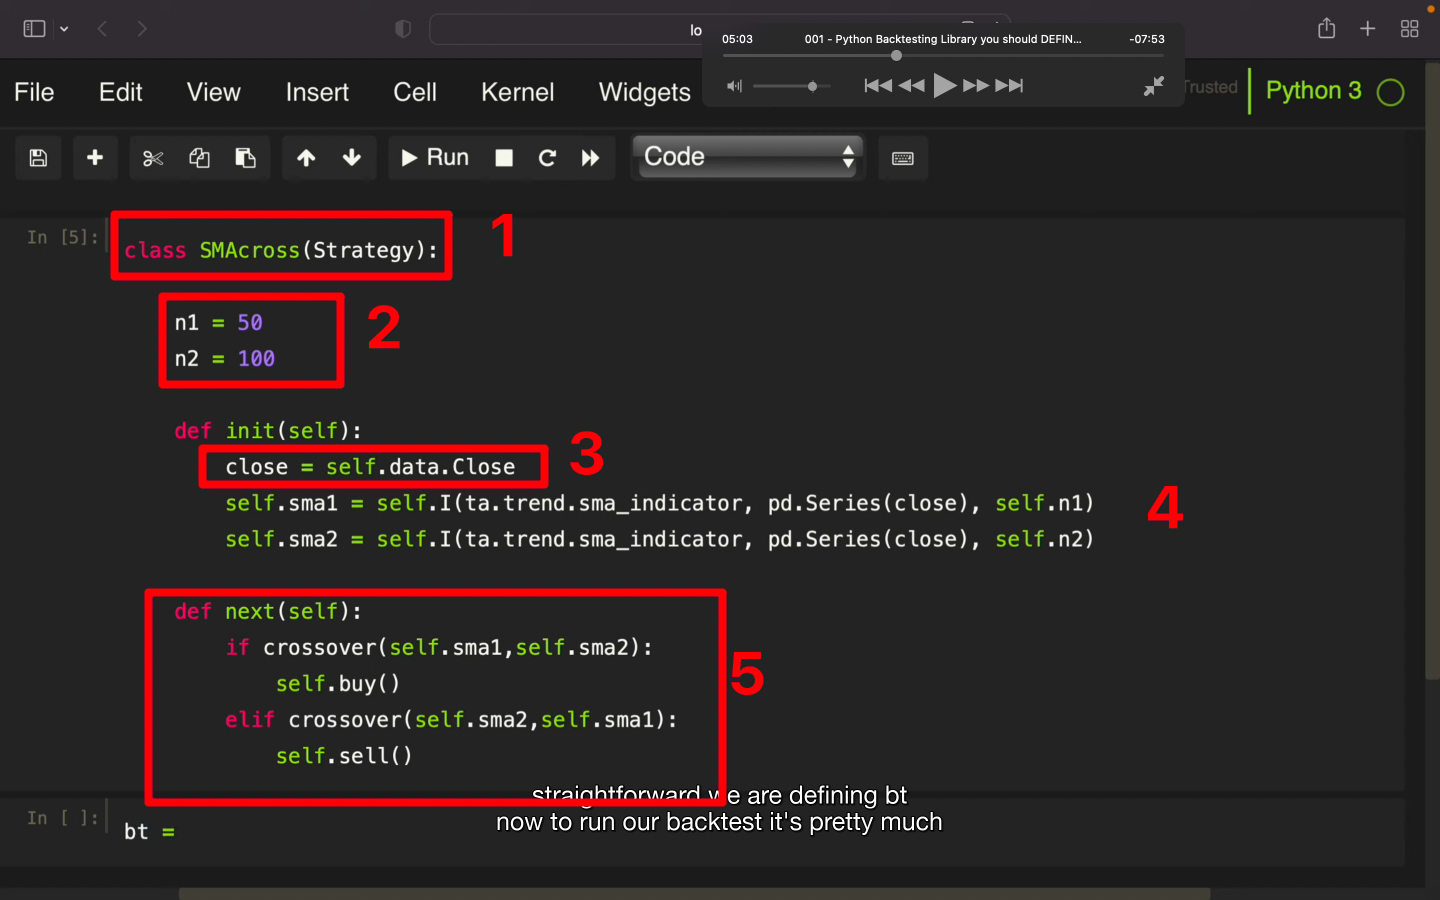 lo
05:03 001 - Python Backtesting Library you should DEFIN... -07:53
File Edit View Insert Cell Kernel Widgets Trusted Python 3
Run Code
In [5]: class SMAcross(Strategy): 1
n1 = 50
n2 = 100
2
def init(self):
close = self.data.Close 3
self.sma1 = self.I(ta.trend.sma_indicator, pd.Series(close), self.n1)
4
self.sma2 = self.I(ta.trend.sma_indicator, pd.Series(close), self.n2)
def next(self):
if crossover(self.sma1,self.sma2):
5
self.buy()
elif crossover(self.sma2,self.sma1):
self.sell()
straightforward we are defining bt
now to run our backtest it's pretty much
In [ ]: bt =